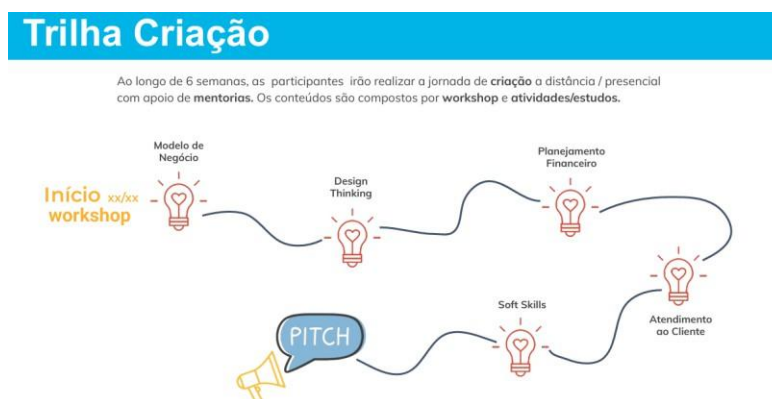 Trilha Criação
Ao longo de 6 semanas, as participantes irão realizar a jornada de criação a distância / presencial
com apoio de mentorias. Os conteúdos são compostos por workshop e atividades/estudos.
Início xx/xx
workshop
Modelo de
Negócio
Design
Thinking
Planejamento
Financeiro
Atendimento
ao Cliente
Soft Skills
PITCH